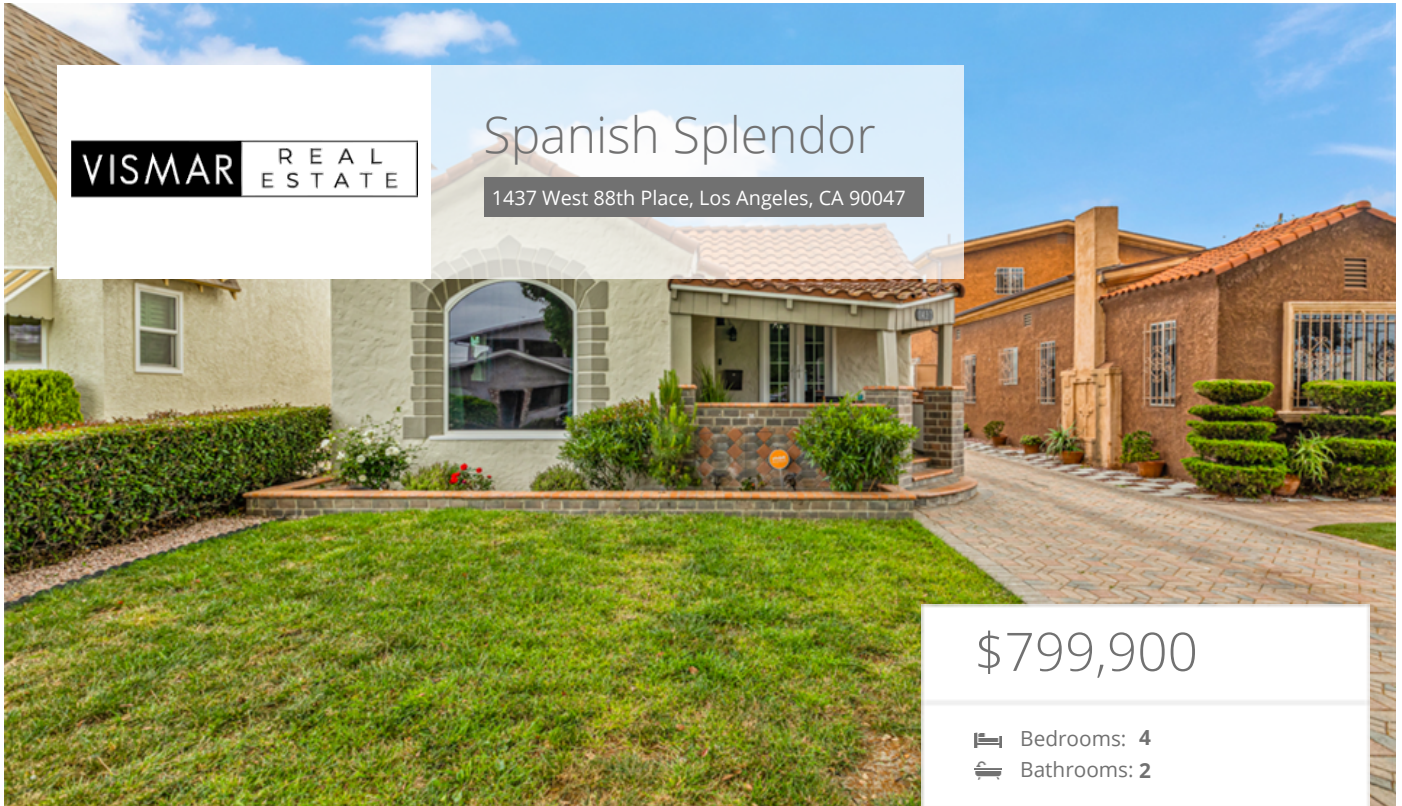 VISMAR
REAL
ESTATE
Spanish Splendor
1437 West 88th Place, Los Angeles, CA 90047
$799,900
Bedrooms: 4
Bathrooms: 2